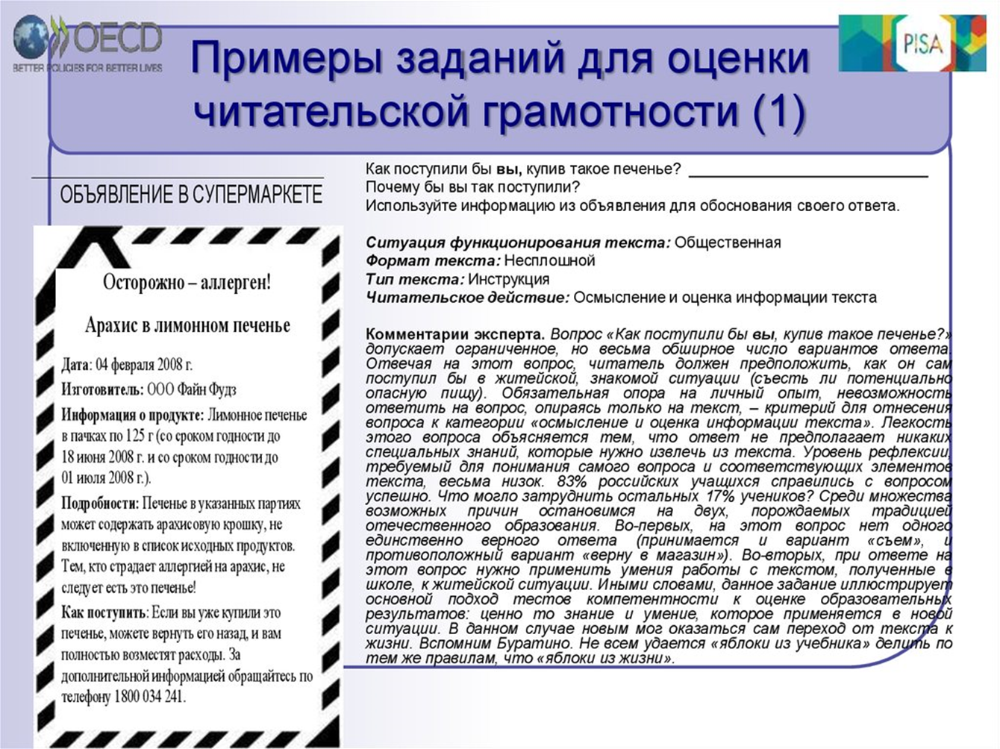 OECD
BETTER POLICIES FOR BETTER LIVES
PISA
Примеры заданий для оценки
читательской грамотности (1)
ОБЪЯВЛЕНИЕ В СУПЕРМАРКЕТЕ
Осторожно – аллерген!
Арахис в лимонном печенье
Дата: 04 февраля 2008 г.
Изготовитель: ООО Файн Фудз
Информация о продукте: Лимонное печенье
в пачках по 125 г (со сроком годности до
18 июня 2008 г. и со сроком годности до
01 июля 2008 г.).
Подробности: Печенье в указанных партиях
может содержать арахисовую крошку, не
включенную в список исходных продуктов.
Тем, кто страдает аллергией на арахис, не
следует есть это печенье!
Как поступить: Если вы уже купили это
печенье, можете вернуть его назад, и вам
полностью возместят расходы. За
дополнительной информацией обращайтесь по
телефону 1800 034 241.
Как поступили бы вы, купив такое печенье?
Почему бы вы так поступили?
Используйте информацию из объявления для обоснования своего ответа.
Ситуация функционирования текста: Общественная
Формат текста: Несплошной
Тип текста: Инструкция
Читательское действие: Осмысление и оценка информации текста
Комментарии эксперта. Вопрос «Как поступили бы вы, купив такое печенье?»
допускает ограниченное, но весьма обширное число вариантов ответа.
Отвечая на этот вопрос, читатель должен предположить, как он сам
поступил бы в житейской, знакомой ситуации (съесть ли потенциально
опасную пищу). Обязательная опора на личный опыт, невозможность
ответить на вопрос, опираясь только на текст, – критерий для отнесения
вопроса к категории «осмысление и оценка информации текста». Легкость
этого вопроса объясняется тем, что ответ не предполагает никаких
специальных знаний, которые нужно извлечь из текста. Уровень рефлексии,
требуемый для понимания самого вопроса и соответствующих элементов
текста, весьма низок. 83% российских учащихся справились с вопросом
успешно. Что могло затруднить остальных 17% учеников? Среди множества
возможных причин остановимся на двух, порождаемых традицией
отечественного образования. Во-первых, на этот вопрос нет одного
единственно верного ответа (принимается и вариант «съем», и
противоположный вариант «верну в магазин»). Во-вторых, при ответе на
этот вопрос нужно применить умения работы с текстом, полученные в
школе, к житейской ситуации. Иными словами, данное задание иллюстрирует
основной подход тестов компетентности к оценке образовательных
результатов: ценно то знание и умение, которое применяется в новой
ситуации. В данном случае новым мог оказаться сам переход от текста к
жизни. Вспомним Буратино. Не всем удается «яблоки из учебника» делить по
тем же правилам, что «яблоки из жизни».